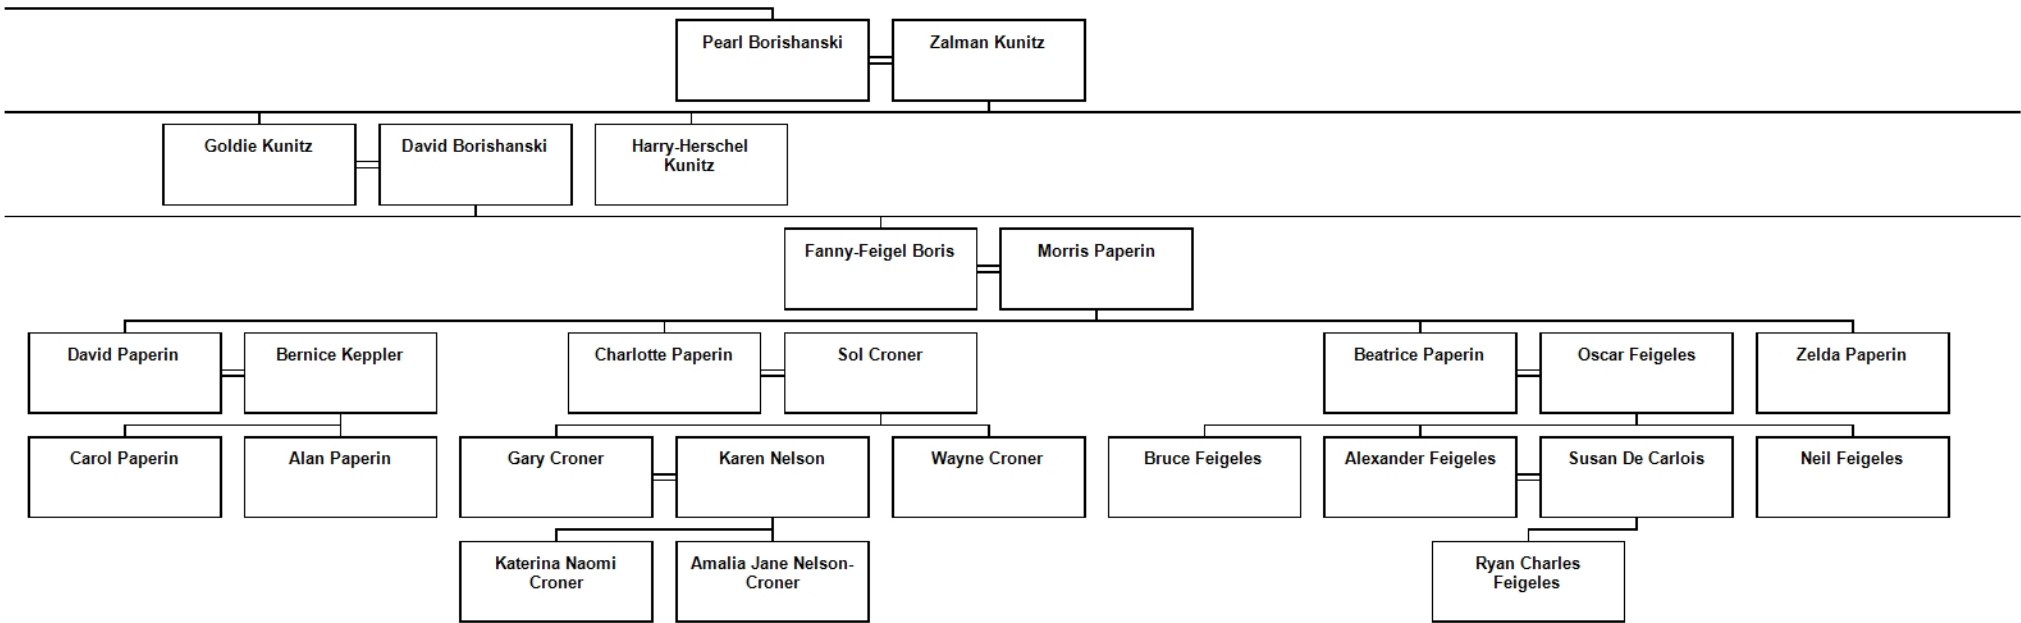 Pearl Borishanski
Zalman Kunitz
Goldie Kunitz
David Borishanski
Harry-Herschel
Kunitz
Fanny-Feigel Boris
Morris Paperin
David Paperin
Bernice Keppler
Charlotte Paperin
Sol Croner
Beatrice Paperin
Oscar Feigeles
Zelda Paperin
Carol Paperin
Alan Paperin
Gary Croner
Karen Nelson
Wayne Croner
Bruce Feigeles
Alexander Feigeles
Susan De Carlois
Neil Feigeles
Katerina Naomi
Croner
Amalia Jane Nelson-
Croner
Ryan Charles
Feigeles